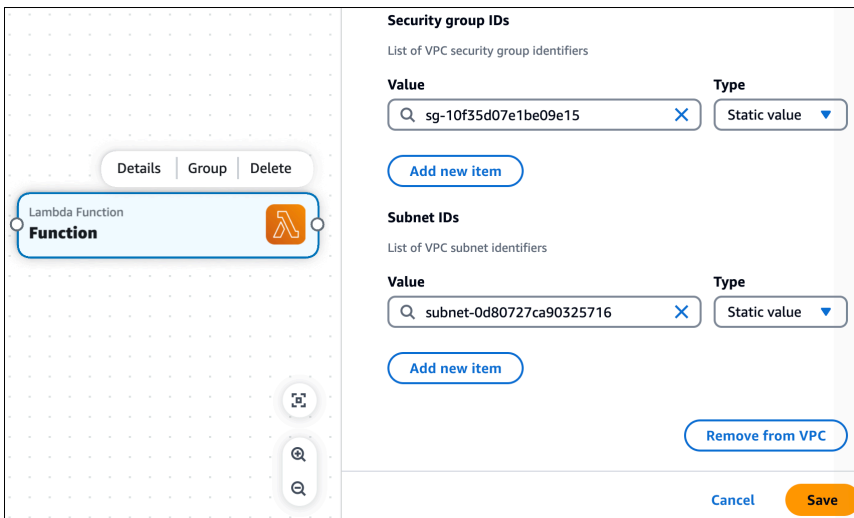 Security group IDs
List of VPC security group identifiers
Value
Type
sg-10f35d07e1be09e15
Static value
Add new item
Details
Group
Delete
Lambda Function
Function
Subnet IDs
List of VPC subnet identifiers
Value
Type
subnet-0d80727ca90325716
Static value
Add new item
Remove from VPC
Cancel
Save